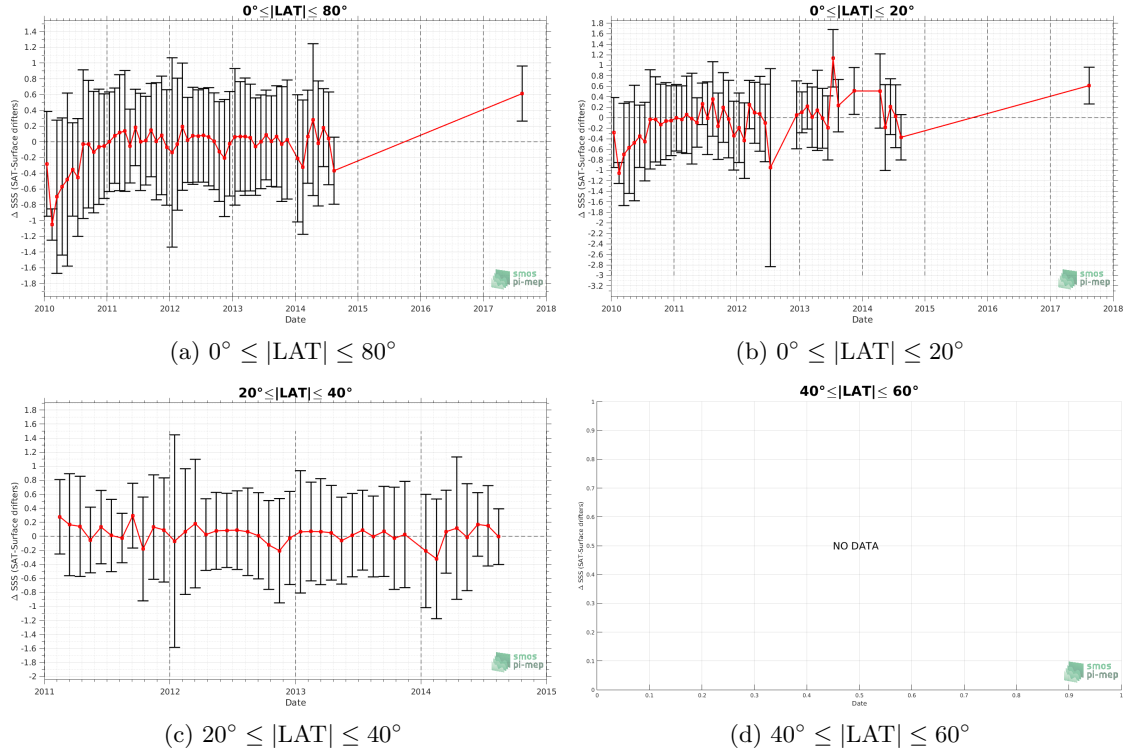 0°≤|LAT|≤ 80°
Δ SSS (SAT-Surface drifters)
1.4
1.2
1
0.8
0.6
0.4
0.2
0
-0.2
-0.4
-0.6
-0.8
-1
-1.2
-1.4
-1.6
-1.8
2010 2011 2012 2013 2014 2015 2016 2017 2018
Date
smos
pi-mep
(a) 0° ≤ |LAT| ≤ 80°
0°≤|LAT|≤ 20°
Δ SSS (SAT-Surface drifters)
1.8
1.6
1.4
1.2
1
0.8
0.6
0.4
0.2
0
-0.2
-0.4
-0.6
-0.8
-1
-1.2
-1.4
-1.6
-1.8
-2
-2.2
-2.4
-2.6
-2.8
-3
-3.2
2010 2011 2012 2013 2014 2015 2016 2017 2018
Date
smos
pi-mep
(b) 0° ≤ |LAT| ≤ 20°
20°≤|LAT|≤ 40°
Δ SSS (SAT-Surface drifters)
1.8
1.6
1.4
1.2
1
0.8
0.6
0.4
0.2
0
-0.2
-0.4
-0.6
-0.8
-1
-1.2
-1.4
-1.6
-1.8
-2
2011 2012 2013 2014 2015
Date
smos
pi-mep
(c) 20° ≤ |LAT| ≤ 40°
40°≤|LAT|≤ 60°
Δ SSS (SAT-Surface drifters)
1
0.9
0.8
0.7
0.6
0.5
0.4
0.3
0.2
0.1
0
NO DATA
0 0.1 0.2 0.3 0.4 0.5 0.6 0.7 0.8 0.9 1
Date
smos
pi-mep
(d) 40° ≤ |LAT| ≤ 60°